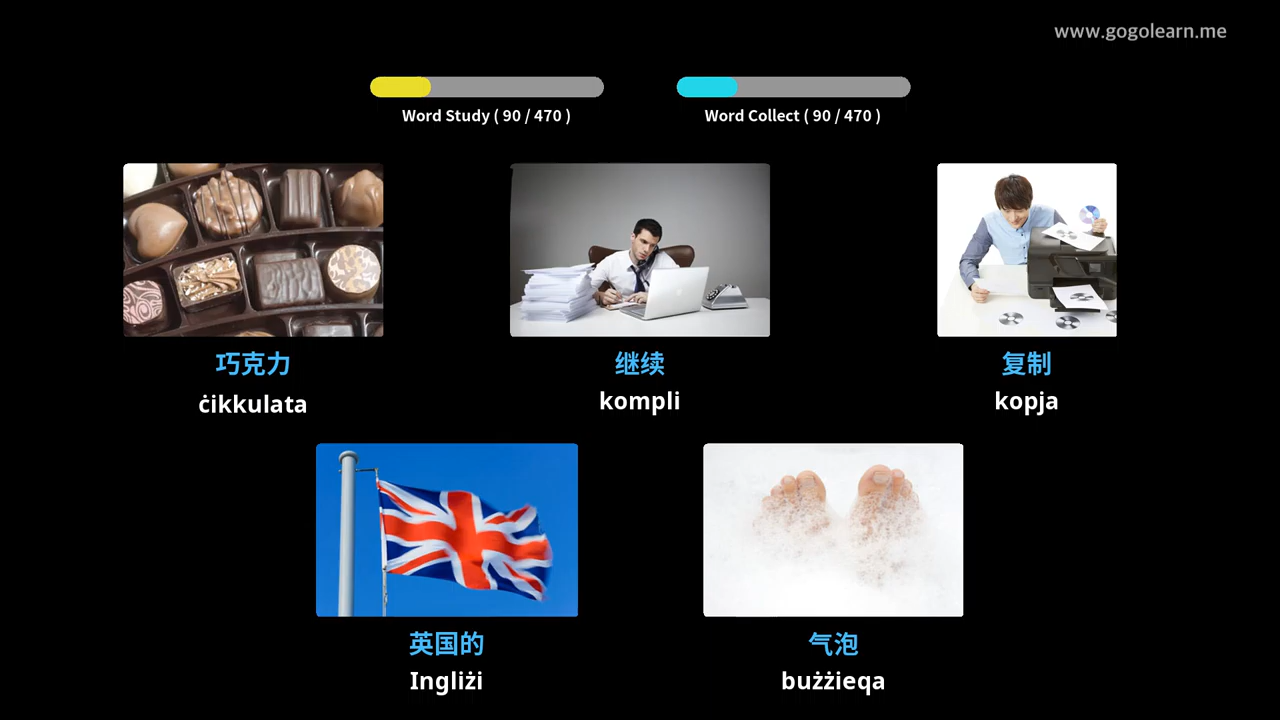 www.gogolearn.me
Word Study ( 90 / 470 )
Word Collect ( 90 / 470 )
巧克力
继续
复制
ċikkulata
kompli
kopja
英国的
气泡
Ingliżi
bużżieqa